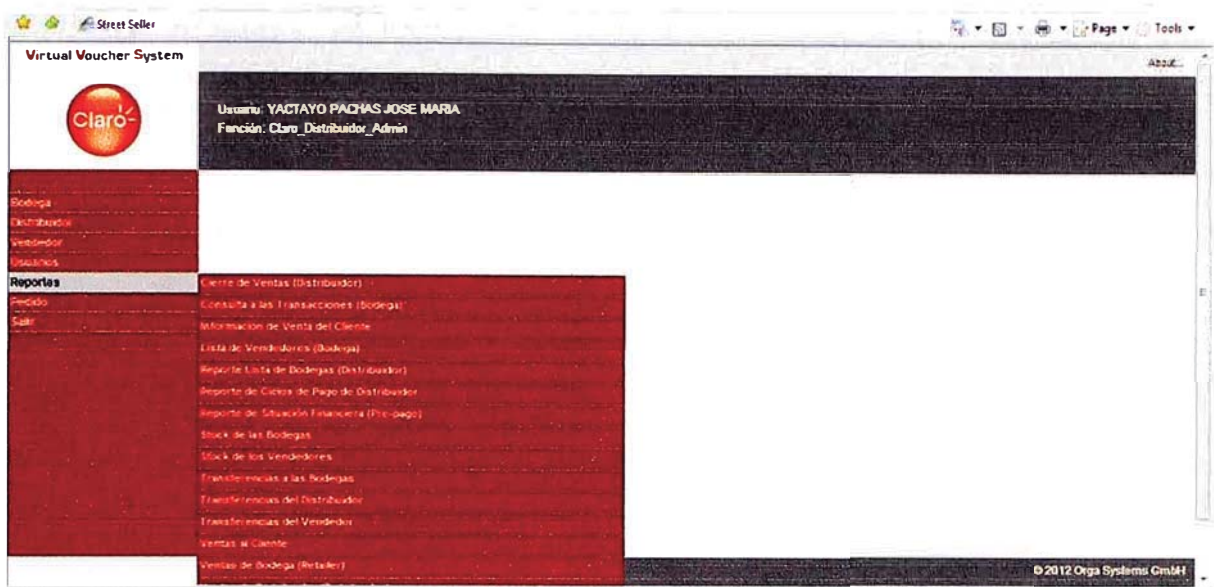 Street Seller
Page
Tools
Virtual Voucher System
About...
Claro
Usuario: YACTAYO PACHAS JOSE MARIA
Función: Claro_Distribuidor_Admin
Bodega
Distribuidor
Vendedor
Usuarios
Reportes
Pedido
Salir
Cierre de Ventas (Distribuidor)
Consulta a las Transacciones (Bodega)
Información de Venta del Cliente
Lista de Vendedores (Bodega)
Reporte Lista de Bodegas (Distribuidor)
Reporte de Ciclos de Pago de Distribuidor
Reporte de Situación Financiera (Pre-pago)
Stock de las Bodegas
Stock de los Vendedores
Transferencias a las Bodegas
Transferencias del Distribuidor
Transferencias del Vendedor
Ventas al Cliente
Ventas de Bodega (Retailer)
© 2012 Orga Systems GmbH